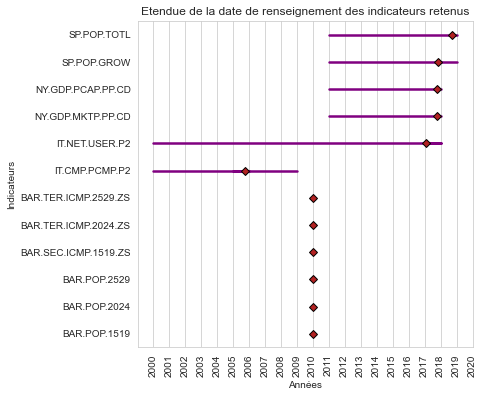 Etendue de la date de renseignement des indicateurs retenus
SP.POP.TOTL
SP.POP.GROW
NY.GDP.PCAP.PP.CD
NY.GDP.MKTP.PP.CD
IT.NET.USER.P2
IT.CMP.PCMP.P2
BAR.TER.ICMP.2529.ZS
BAR.TER.ICMP.2024.ZS
BAR.SEC.ICMP.1519.ZS
BAR.POP.2529
BAR.POP.2024
BAR.POP.1519
Indicateurs
2000
2001
2002
2003
2004
2005
2006
2007
2008
2009
2010
2011
2012
2013
2014
2015
2016
2017
2018
2019
2020
Années